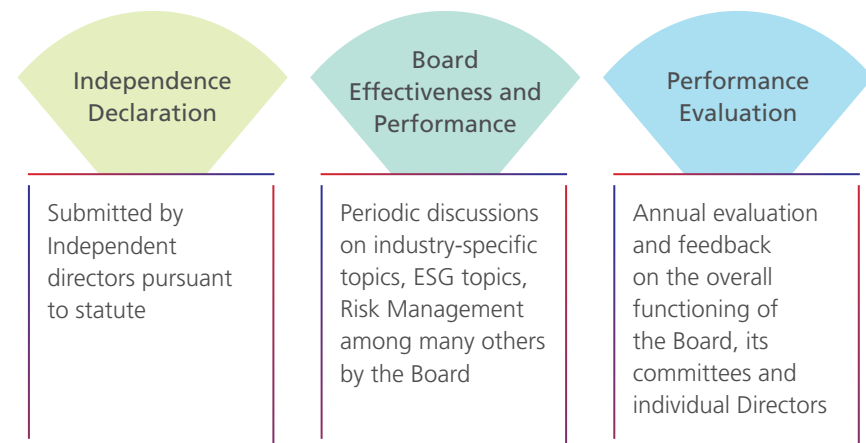 Independence
Declaration
Submitted by
Independent
directors pursuant
to statute
Board
Effectiveness and
Performance
Periodic discussions
on industry-specific
topics, ESG topics,
Risk Management
among many others
by the Board
Performance
Evaluation
Annual evaluation
and feedback
on the overall
functioning of
the Board, its
committees and
individual Directors